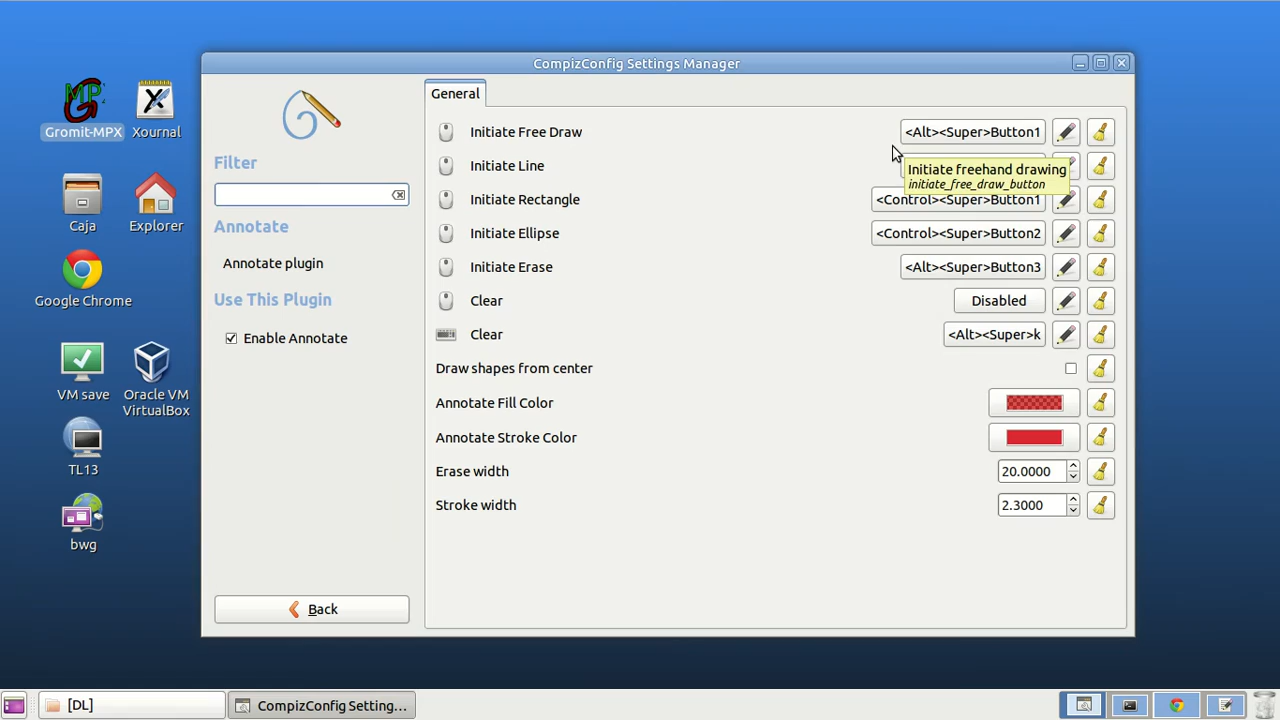 CompizConfig Settings Manager
General
Gromit-MPX
Xournal
Caja
Explorer
Google Chrome
VM save
Oracle VM
VirtualBox
TL13
bwg
Filter
Annotate
Annotate plugin
Use This Plugin
Enable Annotate
Back
Initiate Free Draw
<Alt><Super>Button1
Initiate Line
Initiate freehand drawing
initiate_free_draw_button
Initiate Rectangle
<Control><Super>Button1
Initiate Ellipse
<Control><Super>Button2
Initiate Erase
<Alt><Super>Button3
Clear
Disabled
Clear
<Alt><Super>k
Draw shapes from center
Annotate Fill Color
Annotate Stroke Color
Erase width
20.0000
Stroke width
2.3000
[DL]
CompizConfig Setting...